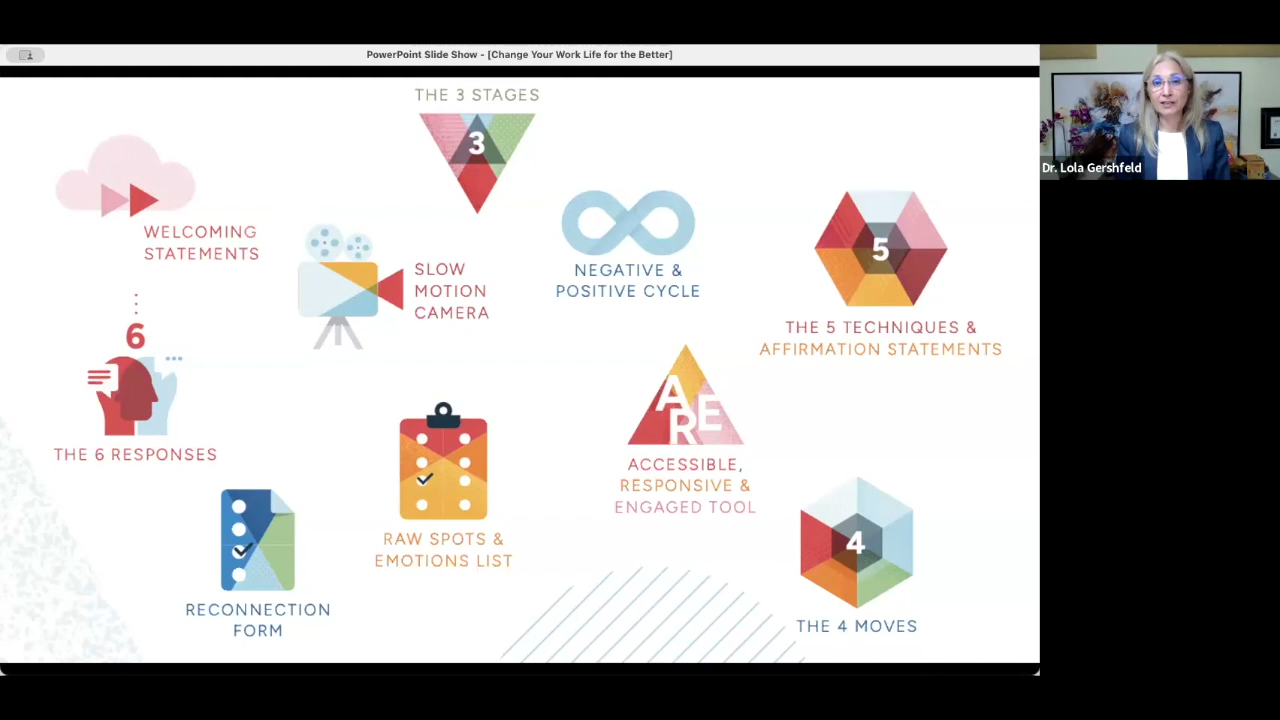 PowerPoint Slide Show - [Change Your Work Life for the Better]
THE 3 STAGES
3
WELCOMING
STATEMENTS
SLOW
MOTION
CAMERA
NEGATIVE &
POSITIVE CYCLE
5
THE 5 TECHNIQUES &
AFFIRMATION STATEMENTS
6
THE 6 RESPONSES
RAW SPOTS &
EMOTIONS LIST
A
R E
ACCESSIBLE,
RESPONSIVE &
ENGAGED TOOL
RECONNECTION
FORM
4
THE 4 MOVES
Dr. Lola Gershfeld